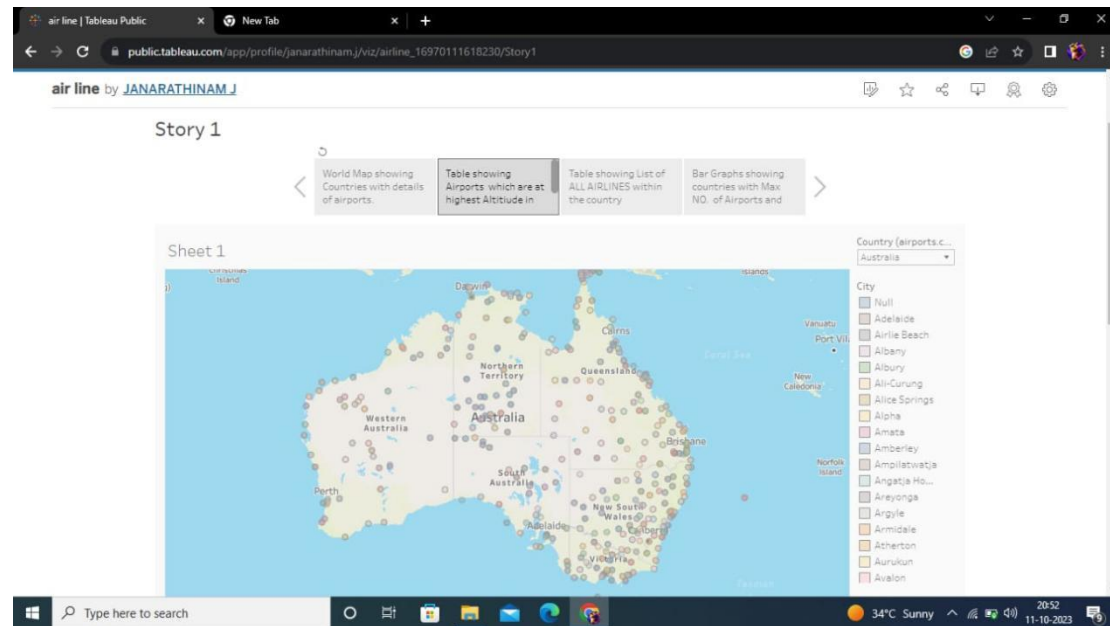 air line | Tableau Public
New Tab
public.tableau.com/app/profile/janarathinam.j/viz/airline_16970111618230/Story1
air line by JANARATHINAM J
Story 1
World Map showing
Countries with details
of airports.
Table showing
Airports which are at
highest Altitiude in
Table showing List of
ALL AIRLINES within
the country
Bar Graphs showing
countries with Max
NO. of Airports and
Sheet 1
Country (airports.c...
Australia
City
Null
Adelaide
Airlie Beach
Albany
Albury
Ali-Curung
Alice Springs
Alpha
Amata
Amberley
Ampilatwatja
Angatja Ho...
Areyonga
Argyle
Armidale
Atherton
Aurukun
Avalon
Christmas
Island
Islands
Darwin
Cairns
Vanuatu
Port Vila
Coral Sea
Northern
Territory
Queensland
New
Caledonia
Western
Australia
Australia
Brisbane
South
Australia
Norfolk
Island
Perth
New South
Wales
Adelaide
Canberra
Victoria
Tasman
Type here to search
34°C Sunny
20:52
11-10-2023